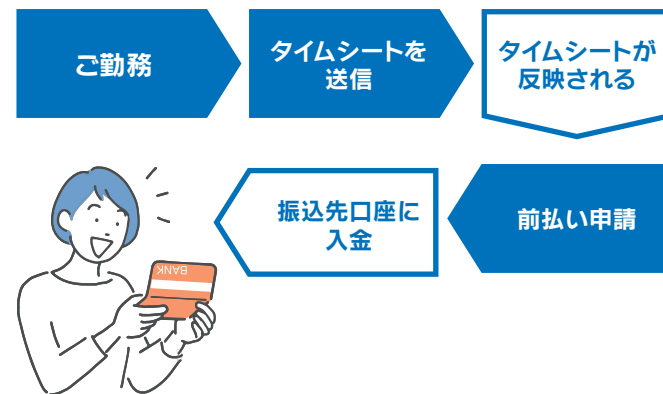 ご勤務
タイムシートを
送信
タイムシートが
反映される
前払い申請
振込先口座に
入金
BANK